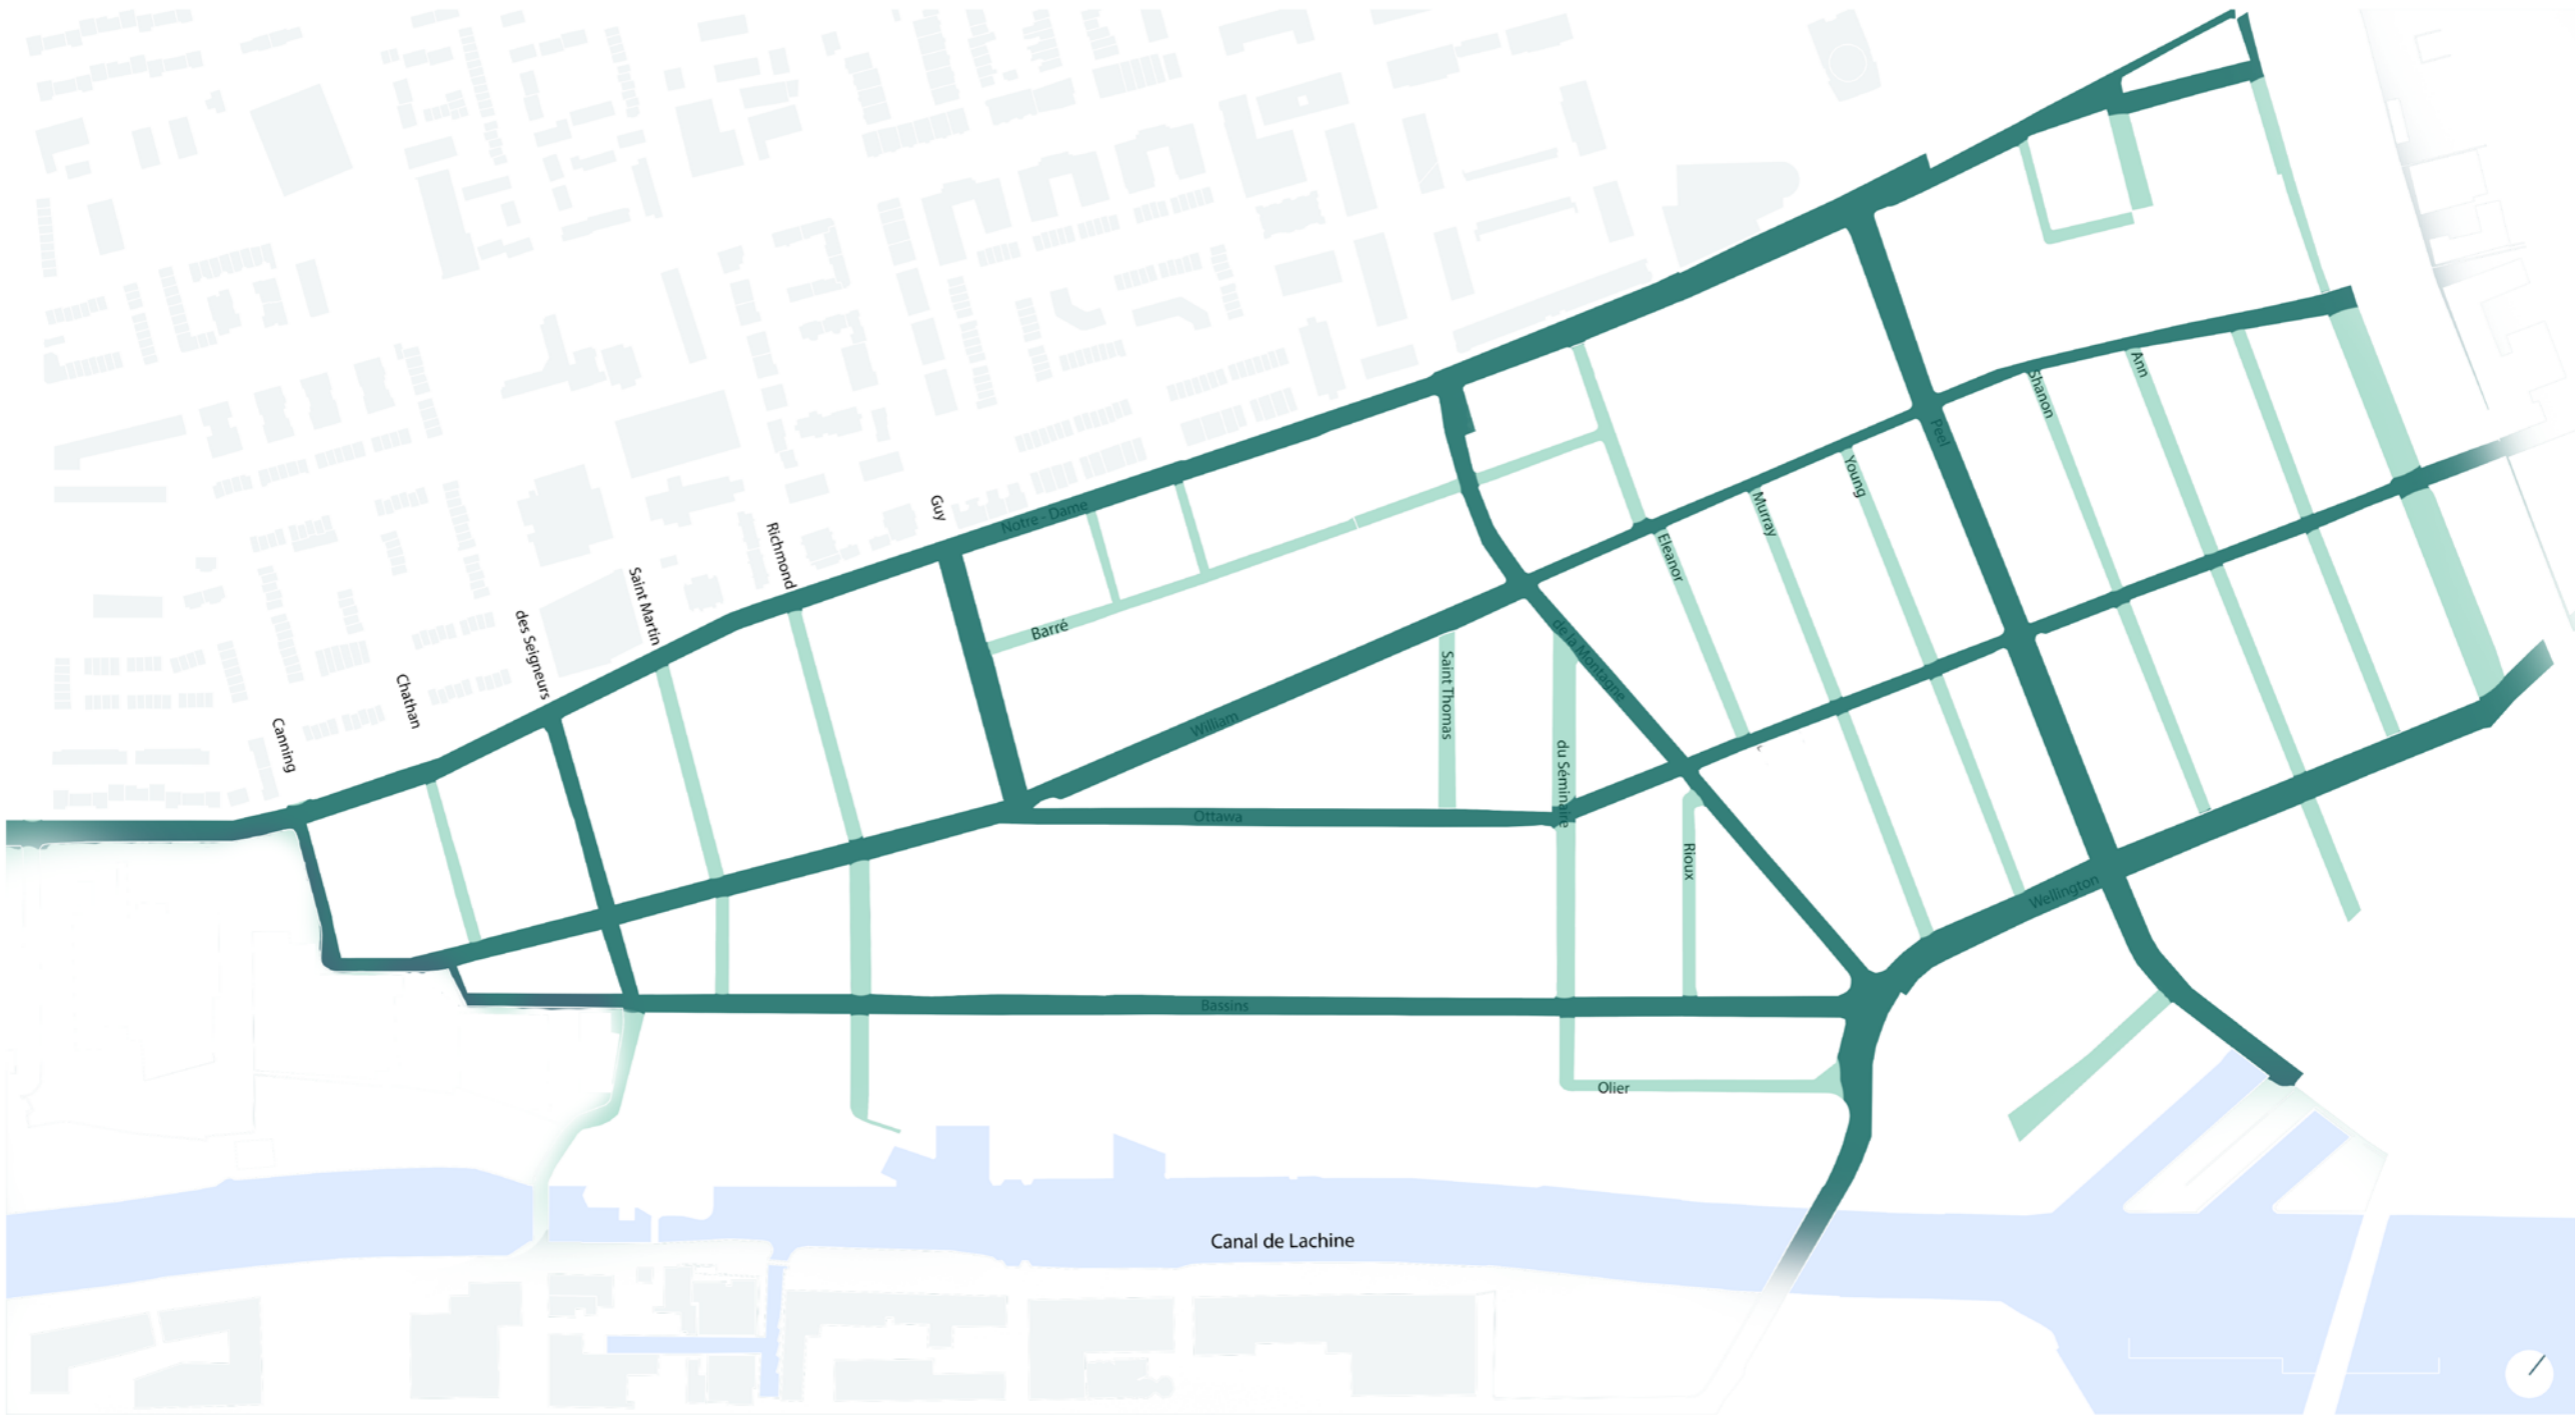 Ann
Shanon
Peel
Young
Murray
Guy
Notre - Dame
Richmond
Eleanor
Saint Martin
Barré
des Seigneurs
de la Montagne
Saint Thomas
Chathan
William
Canning
du Séminaire
Ottawa
Rioux
Wellington
Bassins
Olier
Canal de Lachine